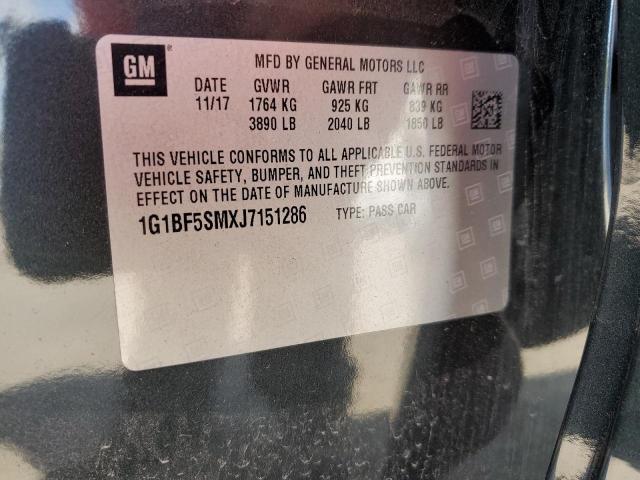 GM
MFD BY GENERAL MOTORS LLC
DATE GVWR GAWR FRT GAWR RR
11/17 1764 KG 925 KG 839 KG
3890 LB 2040 LB 1850 LB
THIS VEHICLE CONFORMS TO ALL APPLICABLE U.S. FEDERAL MOTOR
VEHICLE SAFETY, BUMPER, AND THEFT PREVENTION STANDARDS IN
EFFECT ON THE DATE OF MANUFACTURE SHOWN ABOVE.
1G1BF5SMXJ7151286 TYPE: PASS CAR